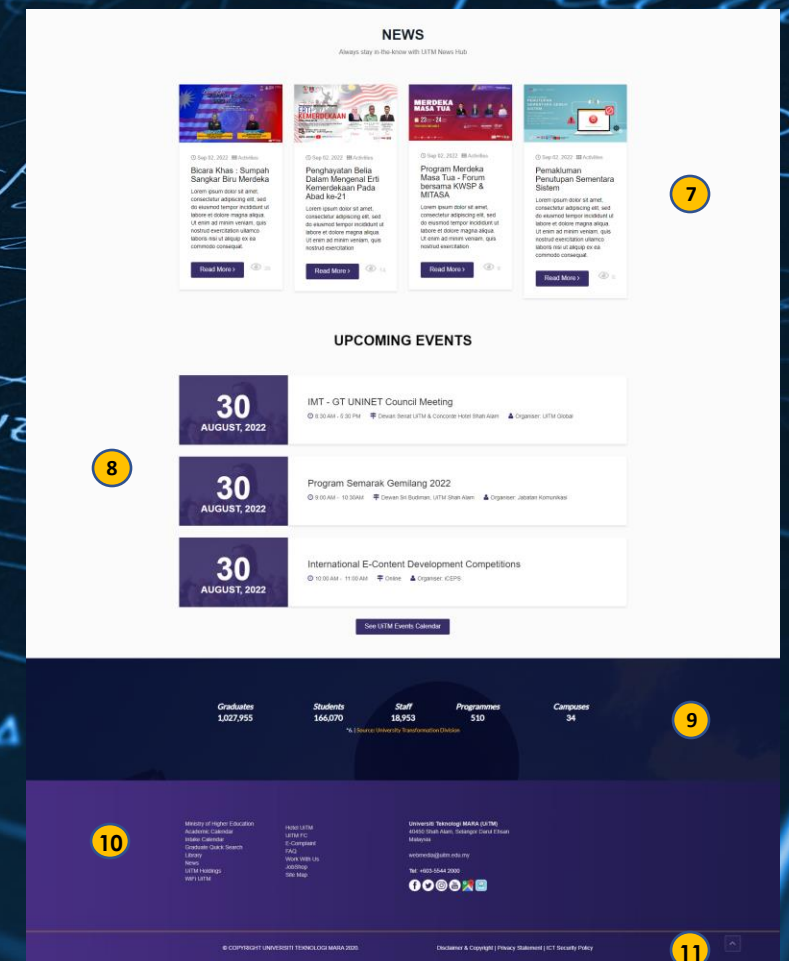 NEWS
Always stay in-the-know with UiTM News Hub
MERDEKA
MASA TUA
Sep 02, 2022 Activities
Bicara Khas : Sumpah
Sangkar Biru Merdeka
Lorem ipsum dolor sit amet,
consectetur adipiscing elit, sed
do eiusmod tempor incididunt ut
labore et dolore magna aliqua.
Ut enim ad minim veniam, quis
nostrud exercitation ullamco
laboris nisi ut aliquip ex ea
commodo consequat.
Read More >
Sep 02, 2022 Activities
Penghayatan Belia
Dalam Mengenal Erti
Kemerdekaan Pada
Abad ke-21
Lorem ipsum dolor sit amet,
consectetur adipiscing elit, sed
do eiusmod tempor incididunt ut
labore et dolore magna aliqua.
Ut enim ad minim veniam, quis
nostrud exercitation
Read More >
Sep 02, 2022 Activities
Program Merdeka
Masa Tua - Forum
bersama KWSP &
MITASA
Lorem ipsum dolor sit amet,
consectetur adipiscing elit, sed
do eiusmod tempor incididunt ut
labore et dolore magna aliqua.
Ut enim ad minim veniam, quis
nostrud exercitation
Read More >
Sep 02, 2022 Activities
Pemakluman
Penutupan Sementara
Sistem
Lorem ipsum dolor sit amet,
consectetur adipiscing elit, sed
do eiusmod tempor incididunt ut
labore et dolore magna aliqua.
Ut enim ad minim veniam, quis
nostrud exercitation ullamco
laboris nisi ut aliquip ex ea
commodo consequat.
Read More >
7
UPCOMING EVENTS
30
AUGUST, 2022
IMT - GT UNINET Council Meeting
8:30 AM - 5:30 PM Dewan Senat UiTM & Concorde Hotel Shah Alam Organiser: UiTM Global
8
30
AUGUST, 2022
Program Semarak Gemilang 2022
9:00 AM - 10:30AM Dewan Sri Budiman, UiTM Shah Alam Organiser: Jabatan Komunikasi
30
AUGUST, 2022
International E-Content Development Competitions
10:00 AM - 11:00 AM Online Organiser: iCEPS
See UiTM Events Calendar
Graduates Students Staff Programmes Campuses
1,027,955 166,070 18,953 510 34
*6. | Source: University Transformation Division
9
10
Ministry of Higher Education
Academic Calendar
Intake Calendar
Graduate Quick Search
Library
News
UiTM Holdings
WiFi UiTM
Hotel UiTM
UiTM FC
E-Complaint
FAQ
Work With Us
JobShop
Site Map
Universiti Teknologi MARA (UiTM)
40450 Shah Alam, Selangor Darul Ehsan
Malaysia
webmedia@uitm.edu.my
Tel: +603-5544 2000
© COPYRIGHT UNIVERSITI TEKNOLOGI MARA 2020.
Disclaimer & Copyright | Privacy Statement | ICT Security Policy
11